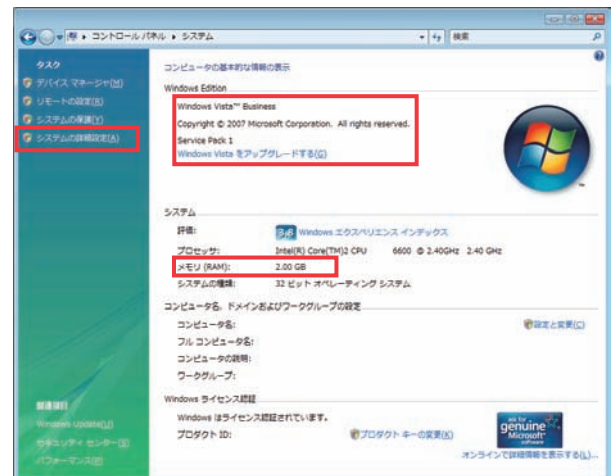 コントロール パネル ▸ システム
検索
タスク
デバイス マネージャ(M)
リモートの設定(R)
システムの保護(Y)
システムの詳細設定(A)
コンピュータの基本的な情報の表示
Windows Edition
Windows Vista™ Business
Copyright © 2007 Microsoft Corporation. All rights reserved.
Service Pack 1
Windows Vista をアップグレードする(G)
システム
評価: Windows エクスペリエンス インデックス
プロセッサ: Intel(R) Core(TM)2 CPU 6600 @ 2.40GHz 2.40 GHz
メモリ (RAM): 2.00 GB
システムの種類: 32 ビット オペレーティング システム
コンピュータ名、ドメインおよびワークグループの設定
コンピュータ名:
設定と変更(C)
フル コンピュータ名:
コンピュータの説明:
ワークグループ:
Windows ライセンス認証
Windows はライセンス認証されています。
プロダクト ID:
プロダクト キーの変更(K)
ask for
genuine
Microsoft
software
オンラインで詳細情報を表示する(L)...
関連項目
Windows Update(U)
セキュリティ センター(S)
パフォーマンス(E)